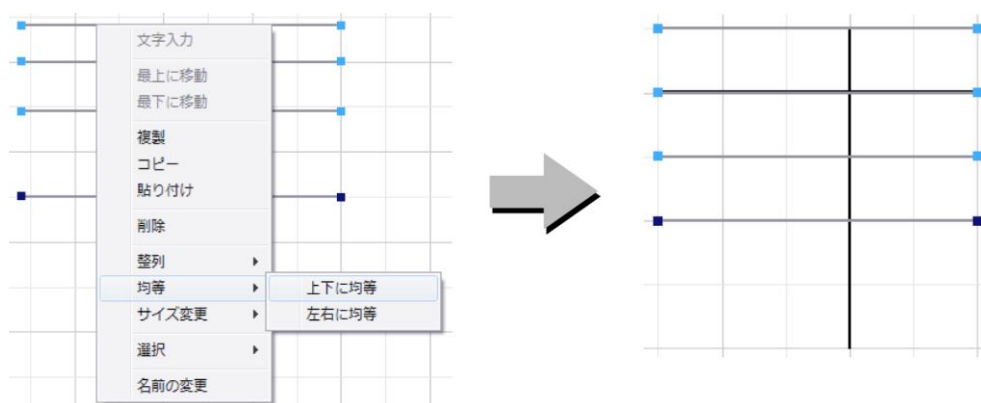 文字入力
最上に移動
最下に移動
複製
コピー
貼り付け
削除
整列
均等
上下に均等
サイズ変更
左右に均等
選択
名前の変更